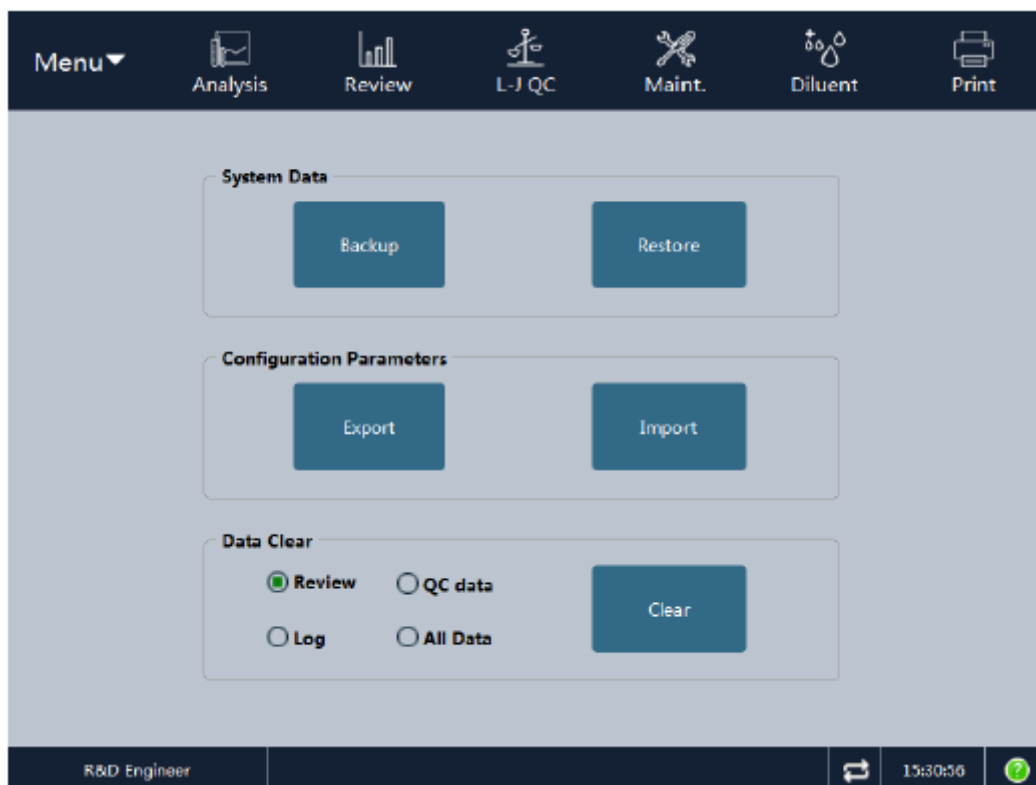 Menu
Analysis
Review
L-J QC
Maint.
Diluent
Print
System Data
Backup
Restore
Configuration Parameters
Export
Import
Data Clear
Review
QC data
Log
All Data
Clear
R&D Engineer
15:30:56
?